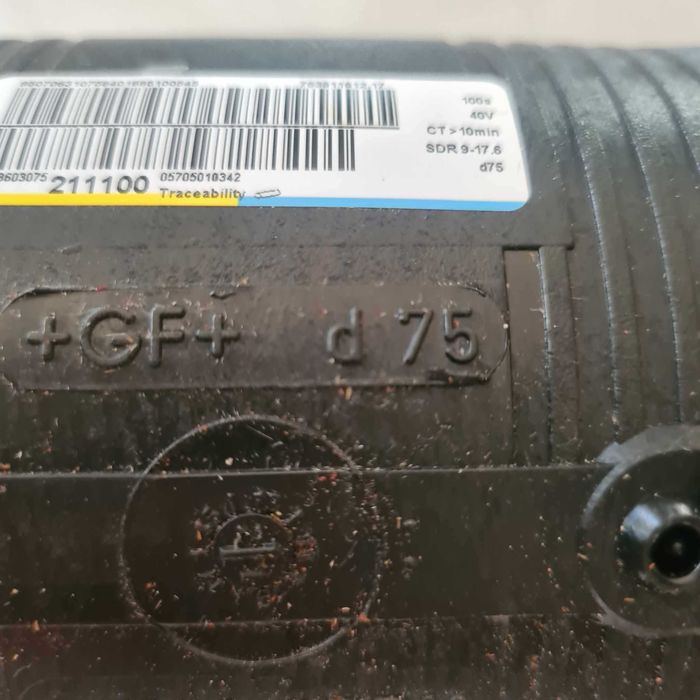 100s
40V
CT>10min
SDR 9-17.6
d75
211100
05705010342
Traceability
+GF+ d 75